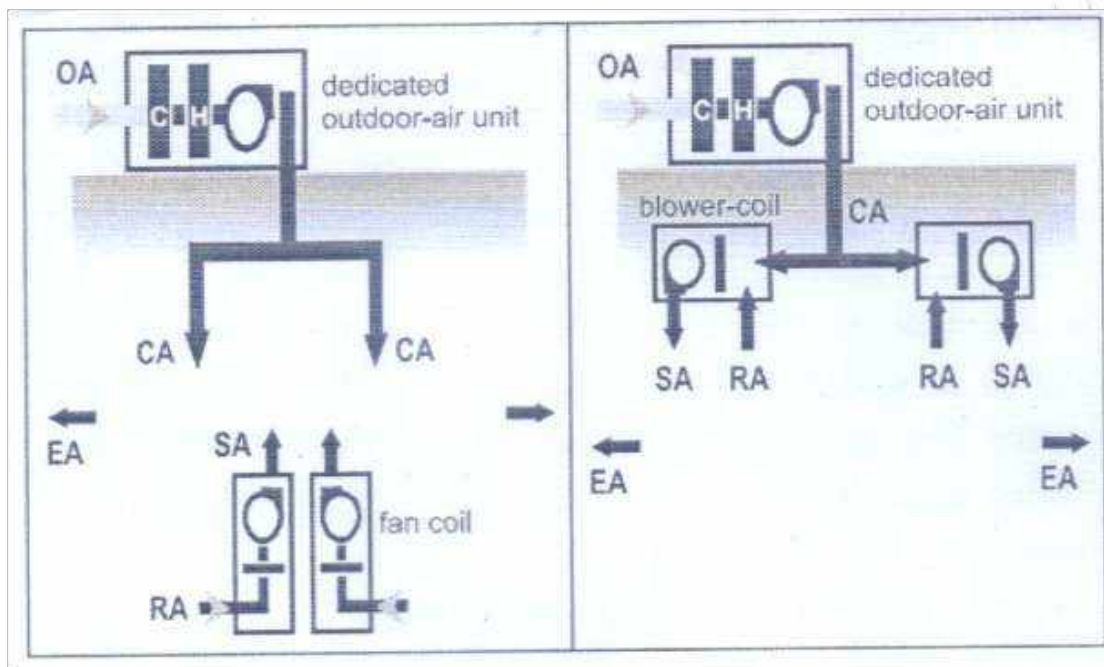 OA
C H
dedicated
outdoor-air unit
CA
CA
EA
SA
fan coil
RA
OA
C H
dedicated
outdoor-air unit
blower-coil
CA
SA
RA
RA
SA
EA
EA